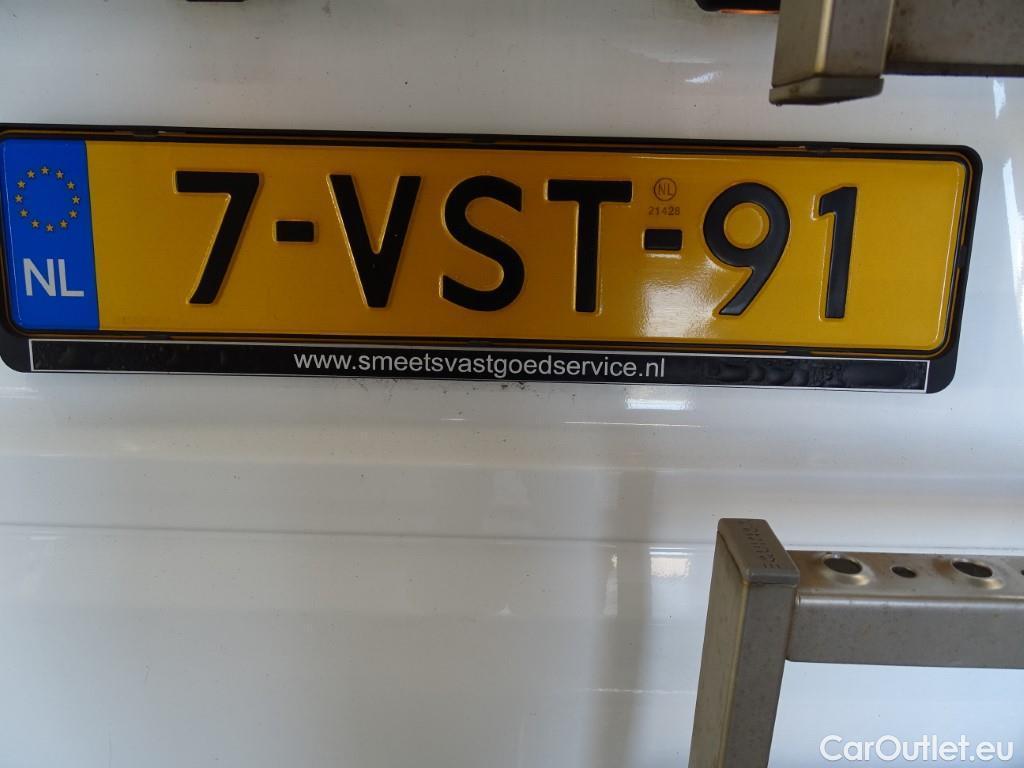 NL
7-VST-91
NL
21428
www.smeetsvastgoedservice.nl
CarOutlet.eu